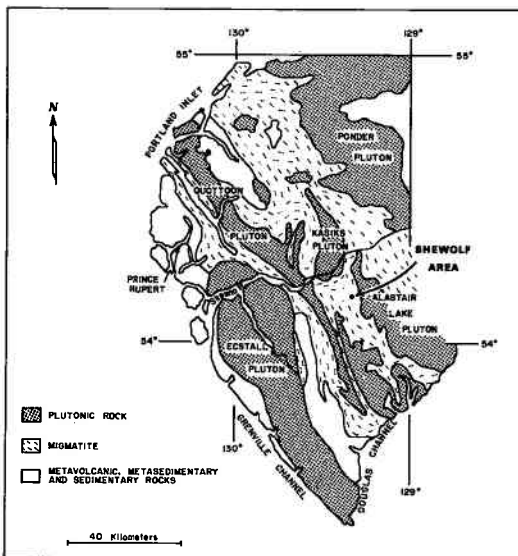 130°
129°
55°
55°
N
PORTLAND INLET
PONDER
PLUTON
QUOTTOON
PLUTON
KASIKS
PLUTON
SHEWOLF
AREA
PRINCE
RUPERT
ALASTAIR
LAKE
PLUTON
54°
54°
ECSTALL
PLUTON
PLUTONIC ROCK
MIGMATITE
METAVOLCANIC, METASEDIMENTARY
AND SEDIMENTARY ROCKS
130°
GRENVILLE
CHANNEL
DOUGLAS CHANNEL
129°
40 Kilometers